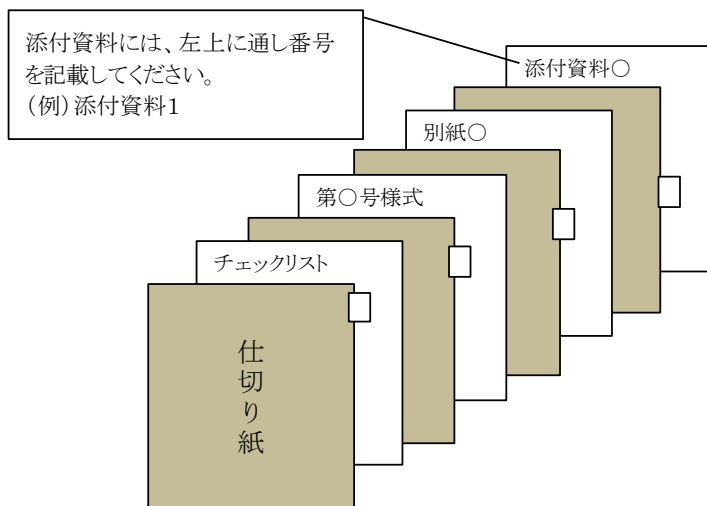 添付資料には、左上に通し番号
を記載してください。
（例）添付資料1
添付資料○
別紙○
第○号様式
チェックリスト
仕切り紙